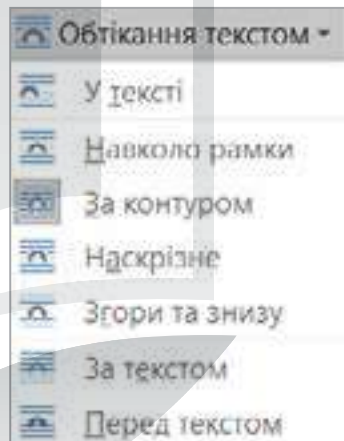 Обтікання текстом
У тексті
Навколо рамки
За контуром
Наскрізне
Згори та знизу
За текстом
Перед текстом